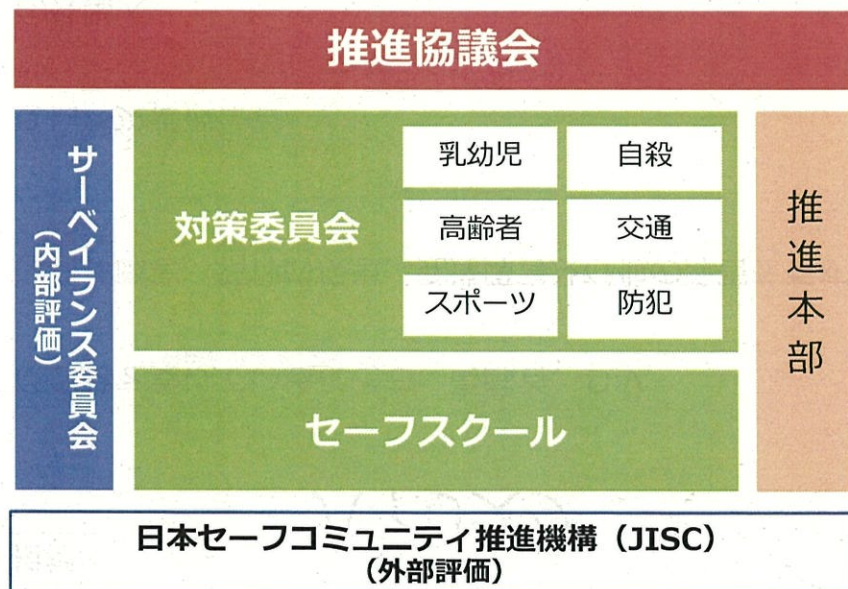 推進協議会
サーベイランス委員会
(内部評価)
対策委員会
乳幼児
自殺
高齢者
交通
スポーツ
防犯
推進本部
セーフスクール
日本セーフコミュニティ推進機構（JISC）
（外部評価）